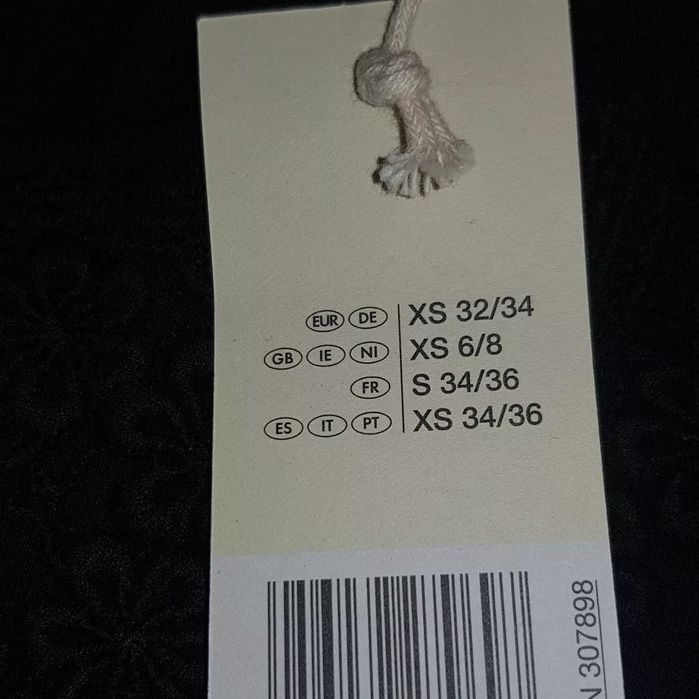 EUR DE XS 32/34
GB IE NI XS 6/8
FR S 34/36
ES IT PT XS 34/36
N 307898